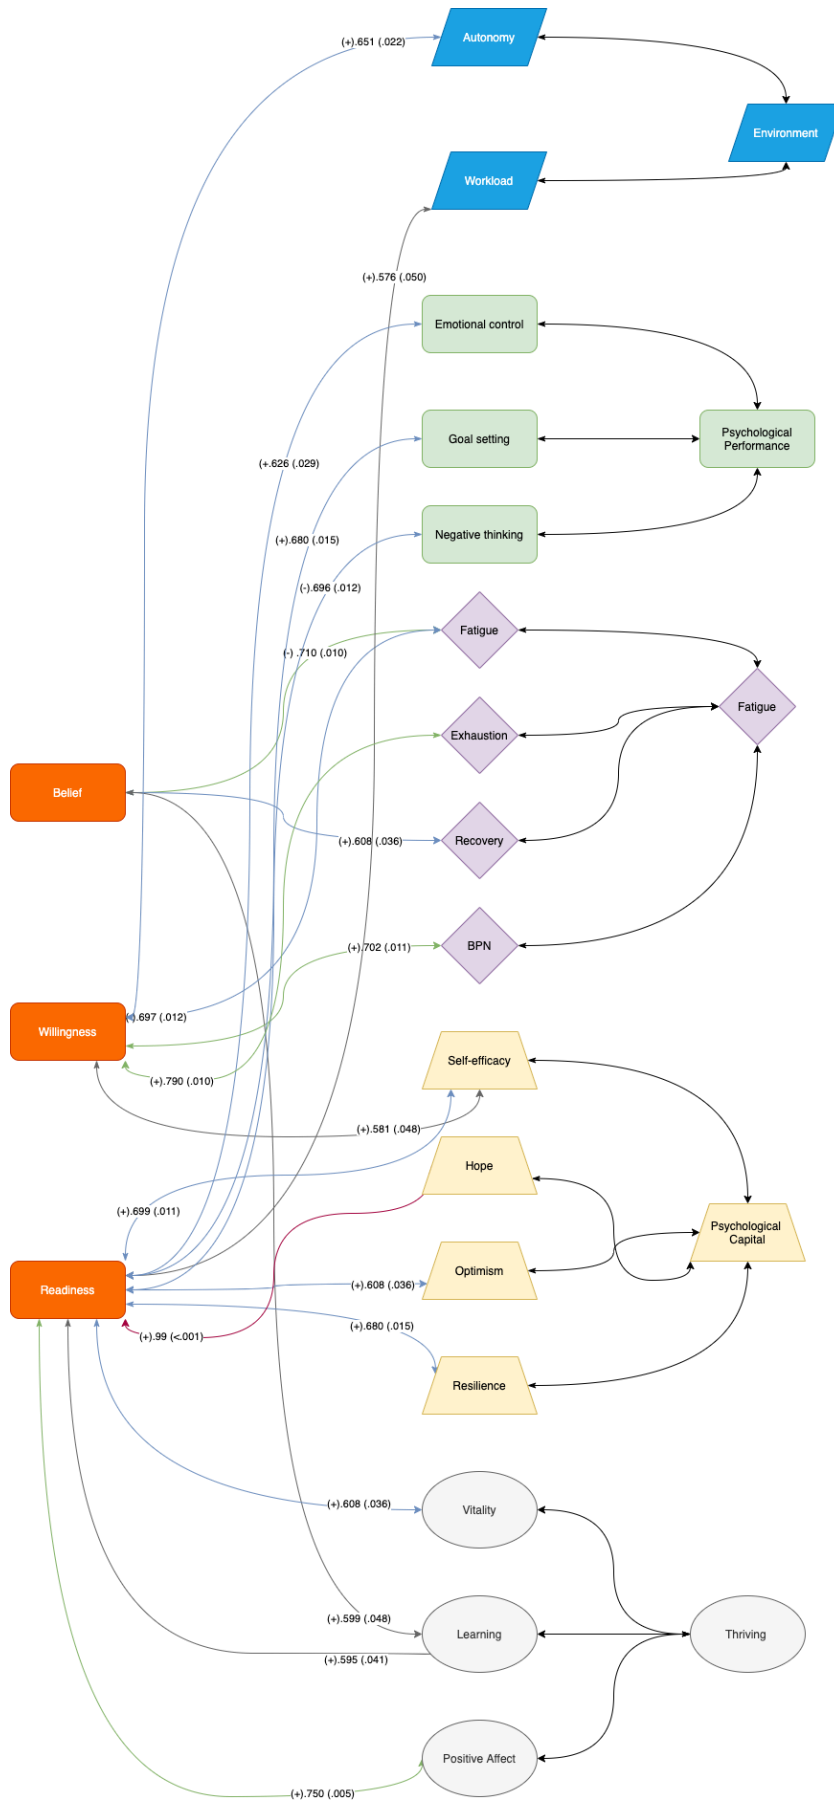 (+).651 (.022)
Autonomy
Environment
Workload
(+).576 (.050)
Emotional control
Goal setting
Psychological
Performance
(+.626 (.029)
Negative thinking
(+).680 (.015)
(-).696 (.012)
Fatigue
(-) .710 (.010)
Fatigue
Exhaustion
Belief
Recovery
(+).608 (.036)
BPN
(+).702 (.011)
Willingness
.697 (.012)
Self-efficacy
(+).790 (.010)
(+).581 (.048)
Hope
(+).699 (.011)
Psychological
Capital
Optimism
(+).608 (.036)
Readiness
(+).680 (.015)
(+).99 (<.001)
Resilience
(+).608 (.036)
Vitality
(+).599 (.048)
Learning
Thriving
(+).595 (.041)
Positive Affect
(+).750 (.005)